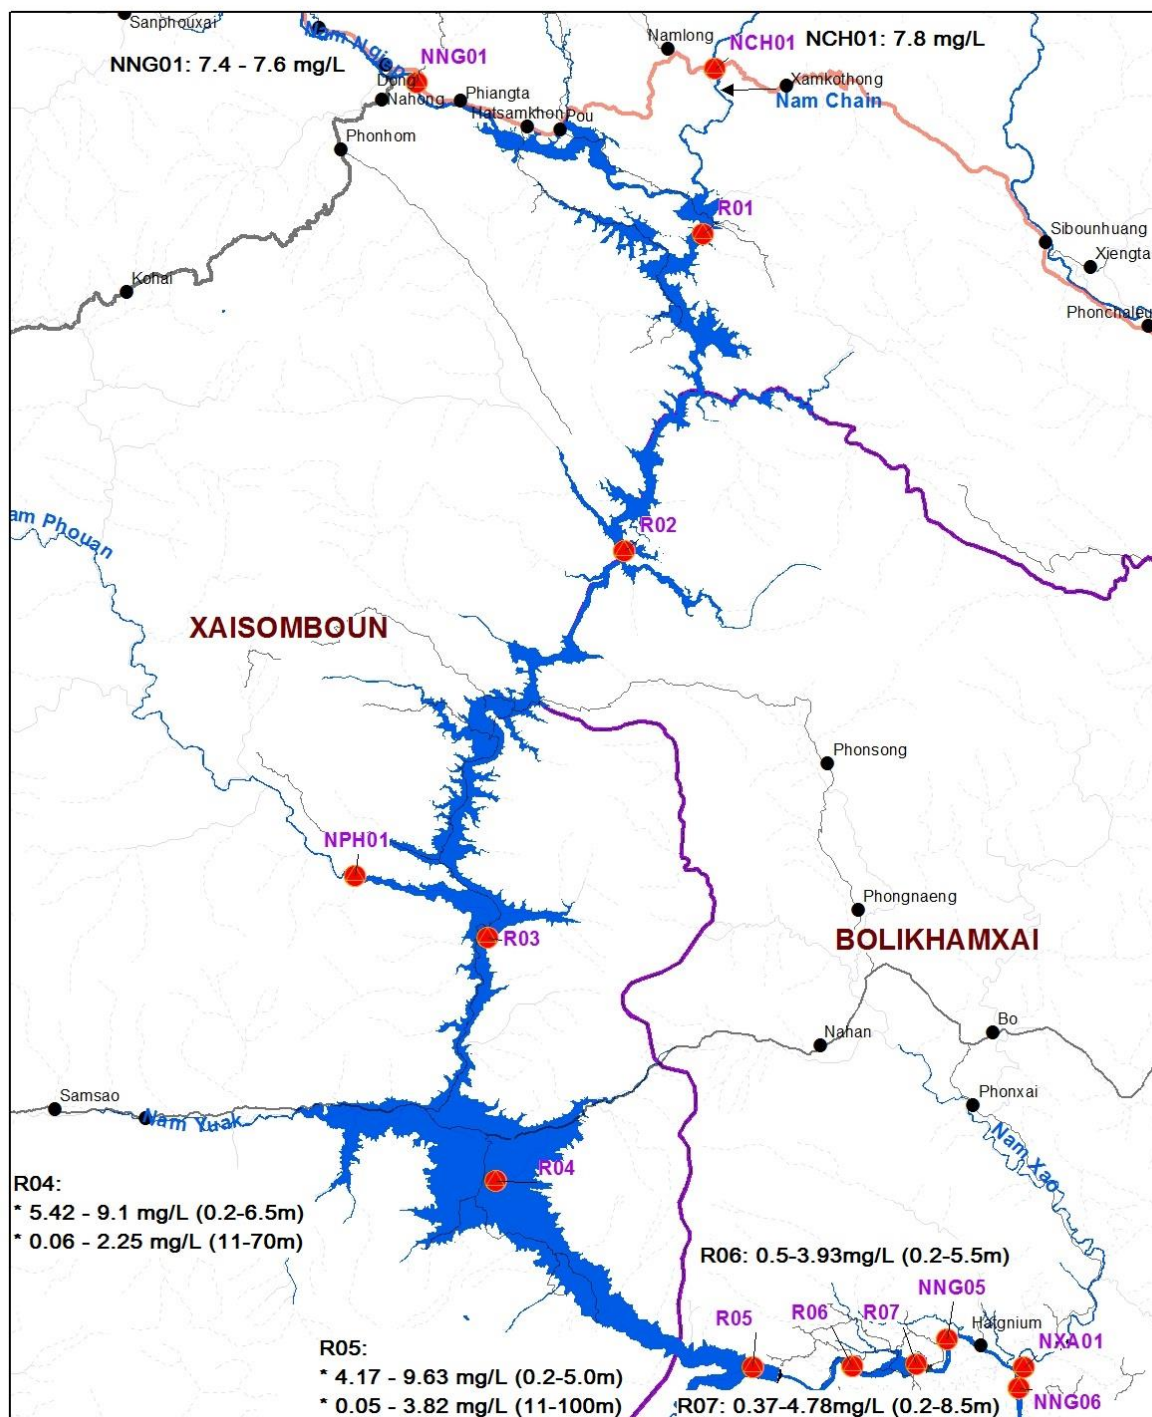 Sanphouxai
Nam Ngiep
Namlong
NCH01
NCH01: 7.8 mg/L
NNG01: 7.4 - 7.6 mg/L
NNG01
Dong
Nahong
Phiangta
Hatsamkhon
Pou
Xamkothong
Nam Chain
Phonhom
R01
Sibounhuang
Xiengta
Kohai
R02
am Phouan
XAISOMBOUN
Phonsong
NPH01
Phongnaeng
R03
BOLIKHAMXAI
Bo
Nahan
Samsao
Nam Yuak
Phonxai
Nam Xao
R04
R04:
* 5.42 - 9.1 mg/L (0.2-6.5m)
* 0.06 - 2.25 mg/L (11-70m)
R06: 0.5-3.93mg/L (0.2-5.5m)
NNG05
R05
R06
R07
Hatgnium
NXA01
R05:
* 4.17 - 9.63 mg/L (0.2-5.0m)
* 0.05 - 3.82 mg/L (11-100m)
R07: 0.37-4.78mg/L (0.2-8.5m)
NNG06